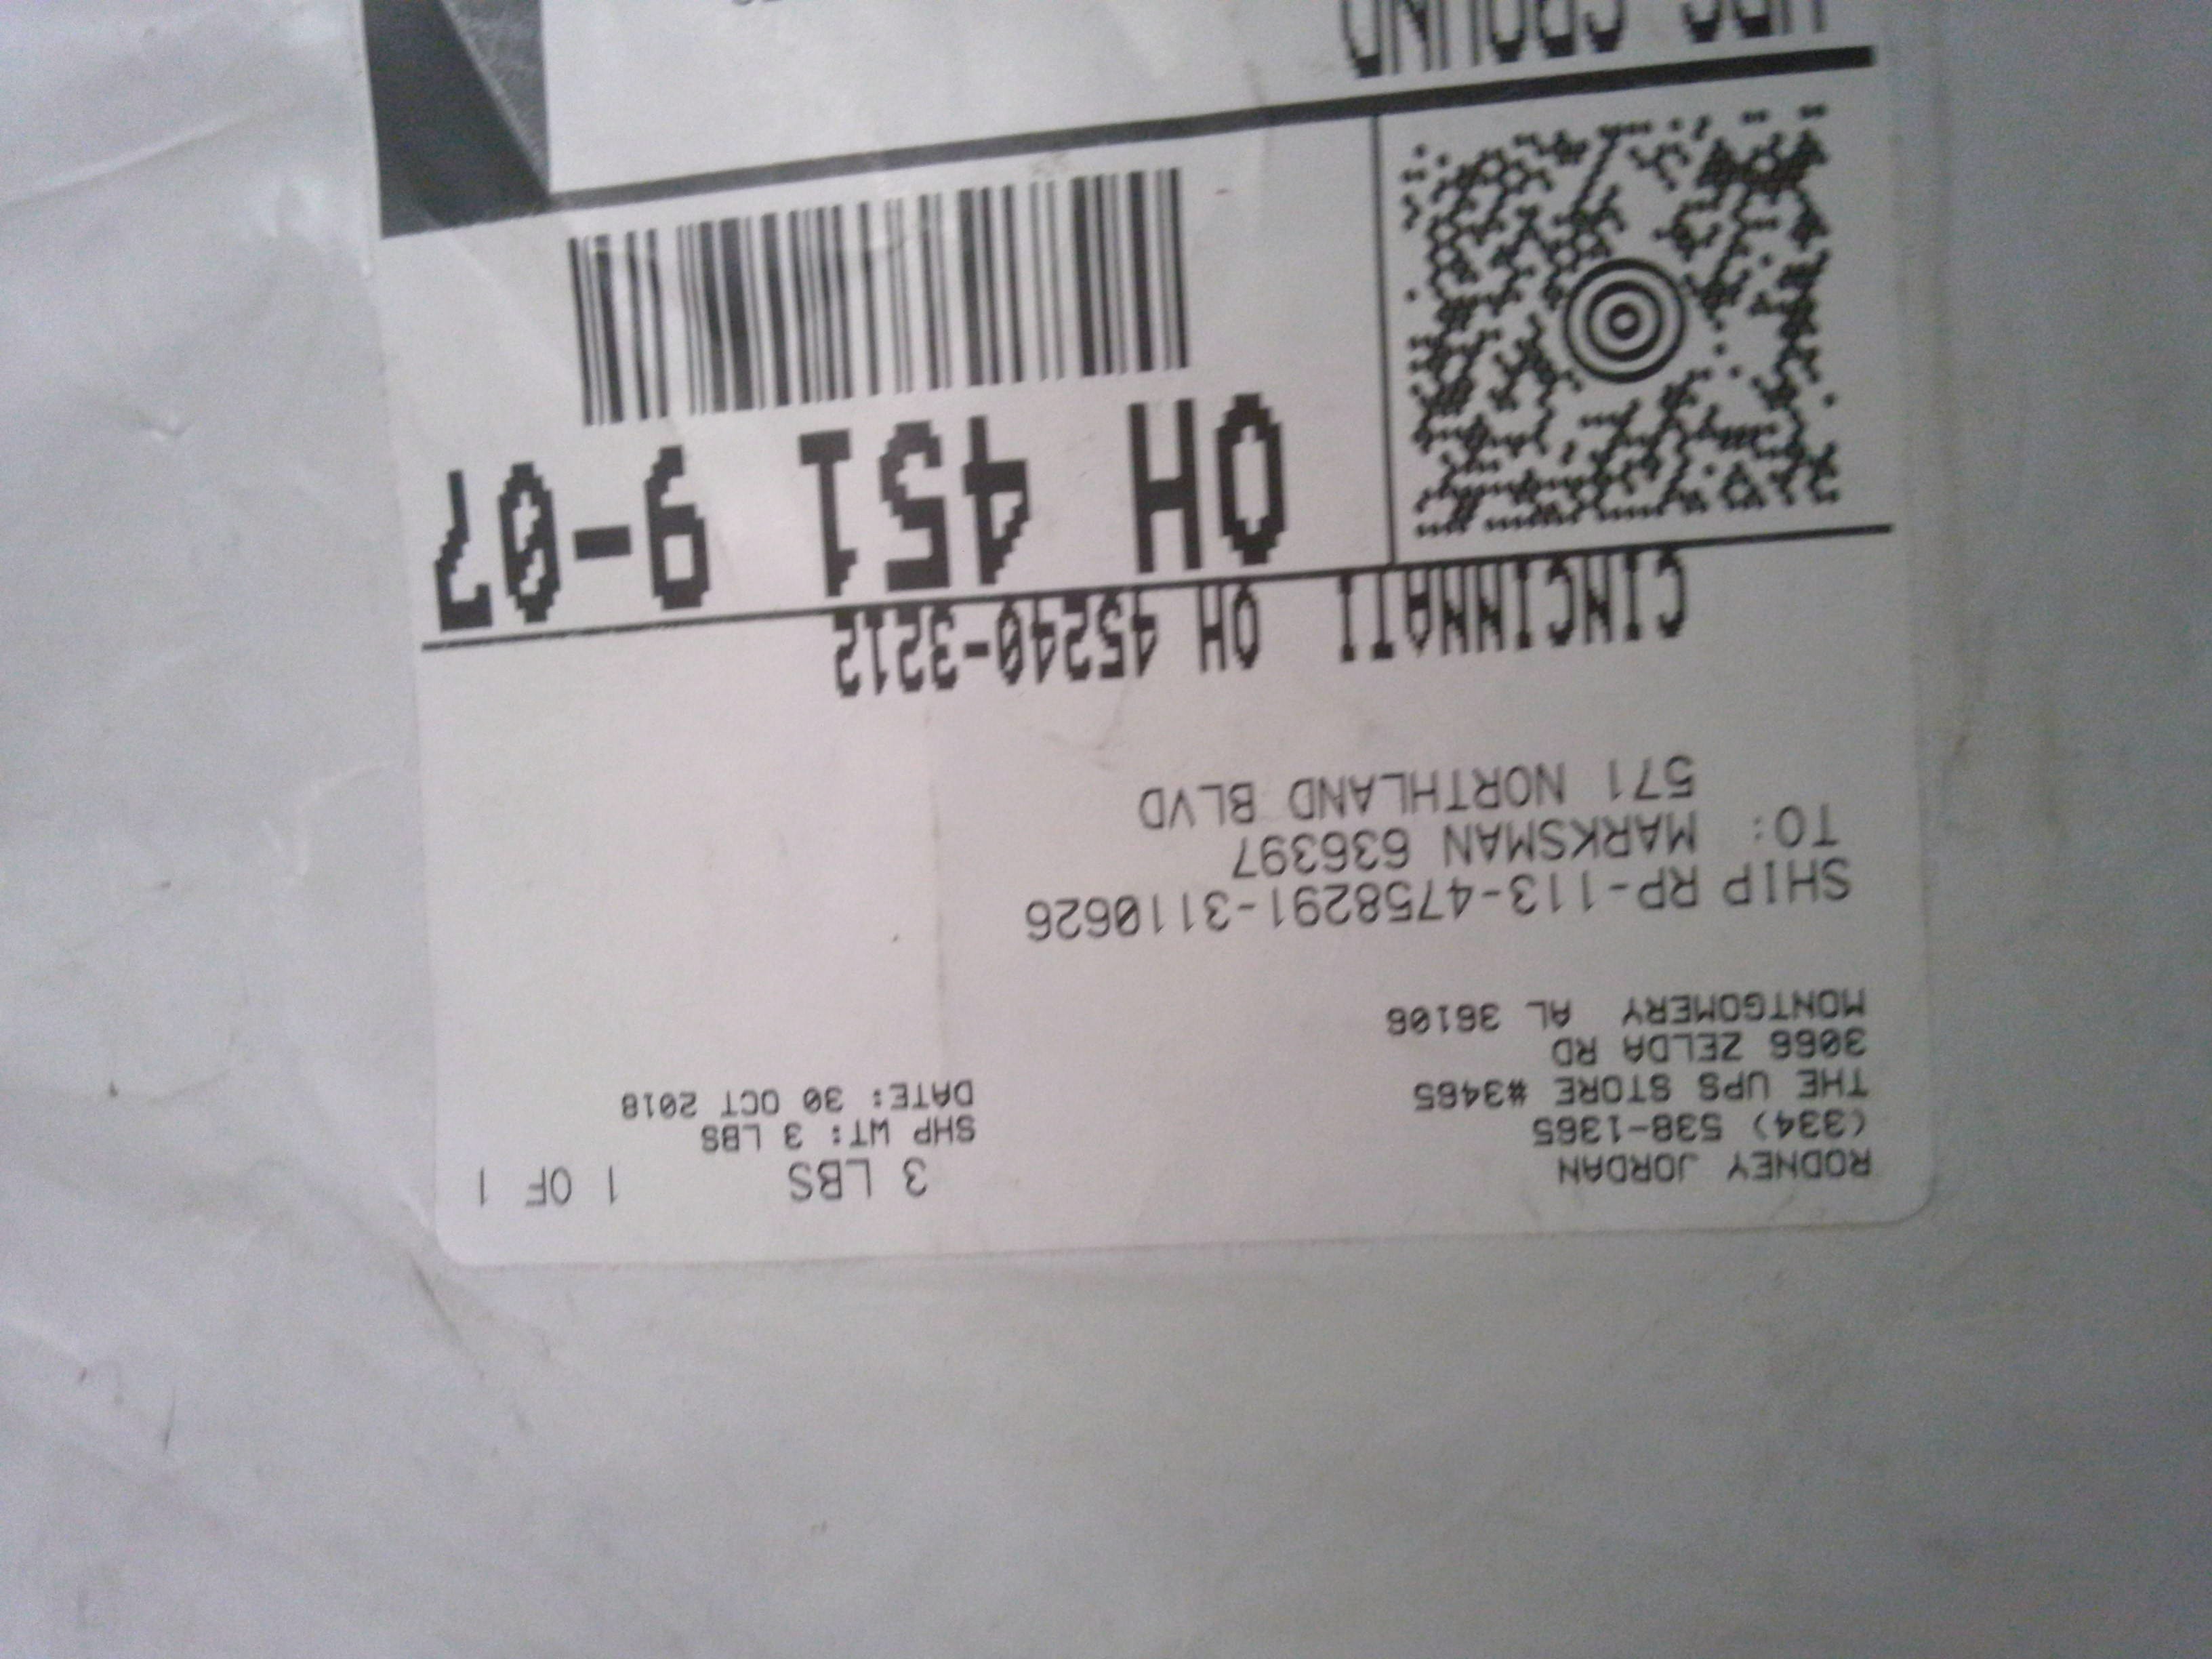 RODNEY JORDAN
(334) 538-1365
THE UPS STORE #3465
3066 ZELDA RD
MONTGOMERY AL 36106
3 LBS
1 OF 1
SHP WT: 3 LBS
DATE: 30 OCT 2018
SHIP RP-113-4758291-3110626
TO: MARKSMAN 636397
571 NORTHLAND BLVD
CINCINNATI OH 45240-3212
OH 451 9-07
UPS GROUND